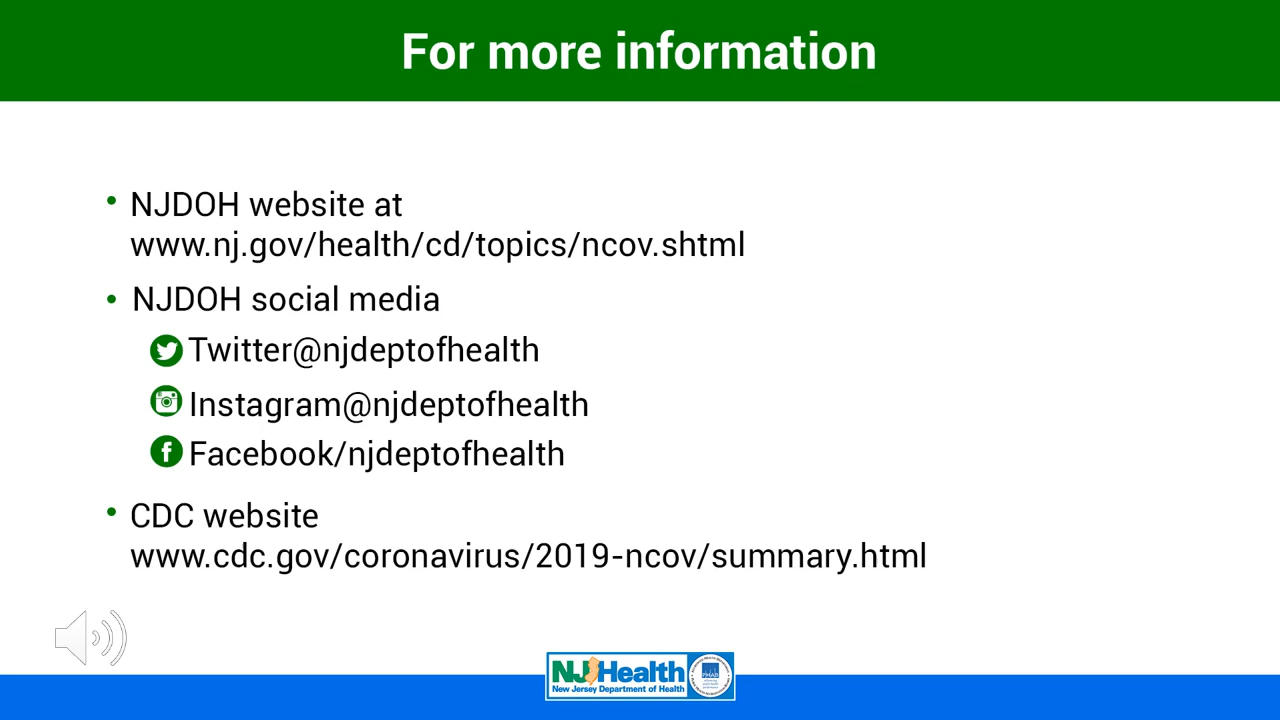 For more information
• NJDOH website at
www.nj.gov/health/cd/topics/ncov.shtml
• NJDOH social media
Twitter@njdeptofhealth
Instagram@njdeptofhealth
Facebook/njdeptofhealth
• CDC website
www.cdc.gov/coronavirus/2019-ncov/summary.html
NJHealth
New Jersey Department of Health
PHAB